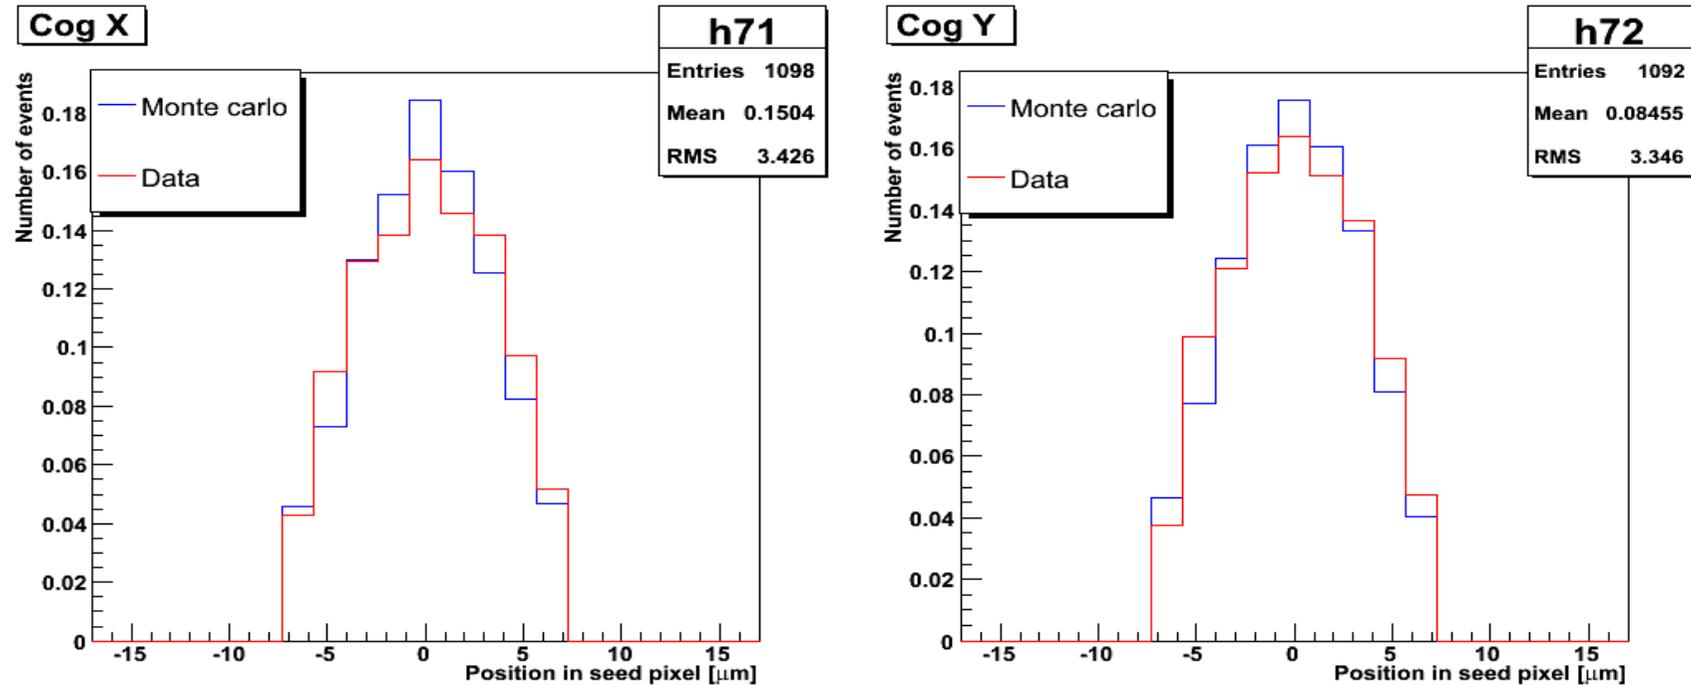 Cog X
h71
Entries 1098
Mean 0.1504
RMS 3.426
Monte carlo
Data
Number of events
0.18
0.16
0.14
0.12
0.1
0.08
0.06
0.04
0.02
0
-15 -10 -5 0 5 10 15
Position in seed pixel [μm]
Cog Y
h72
Entries 1092
Mean 0.08455
RMS 3.346
Monte carlo
Data
Number of events
0.18
0.16
0.14
0.12
0.1
0.08
0.06
0.04
0.02
0
-15 -10 -5 0 5 10 15
Position in seed pixel [μm]